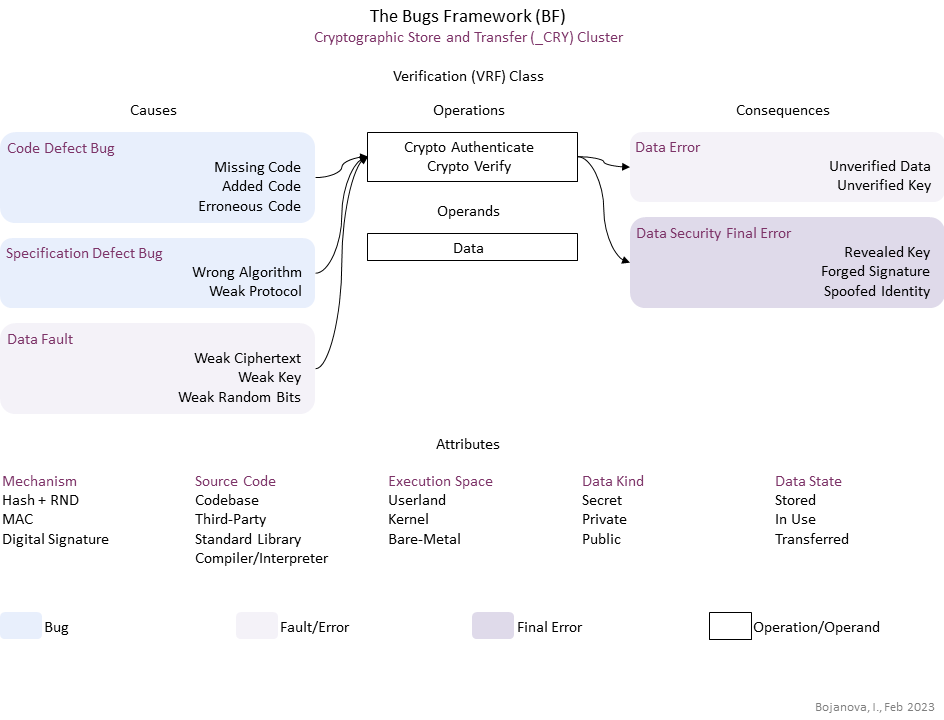 The Bugs Framework (BF)
Cryptographic Store and Transfer (_CRY) Cluster
Verification (VRF) Class
Causes
Operations
Consequences
Code Defect Bug
Missing Code
Added Code
Erroneous Code
Specification Defect Bug
Wrong Algorithm
Weak Protocol
Data Fault
Weak Ciphertext
Weak Key
Weak Random Bits
Crypto Authenticate
Crypto Verify
Operands
Data
Data Error
Unverified Data
Unverified Key
Data Security Final Error
Revealed Key
Forged Signature
Spoofed Identity
Attributes
Mechanism
Hash + RND
MAC
Digital Signature
Source Code
Codebase
Third-Party
Standard Library
Compiler/Interpreter
Execution Space
Userland
Kernel
Bare-Metal
Data Kind
Secret
Private
Public
Data State
Stored
In Use
Transferred
Bug
Fault/Error
Final Error
Operation/Operand
Bojanova, I., Feb 2023